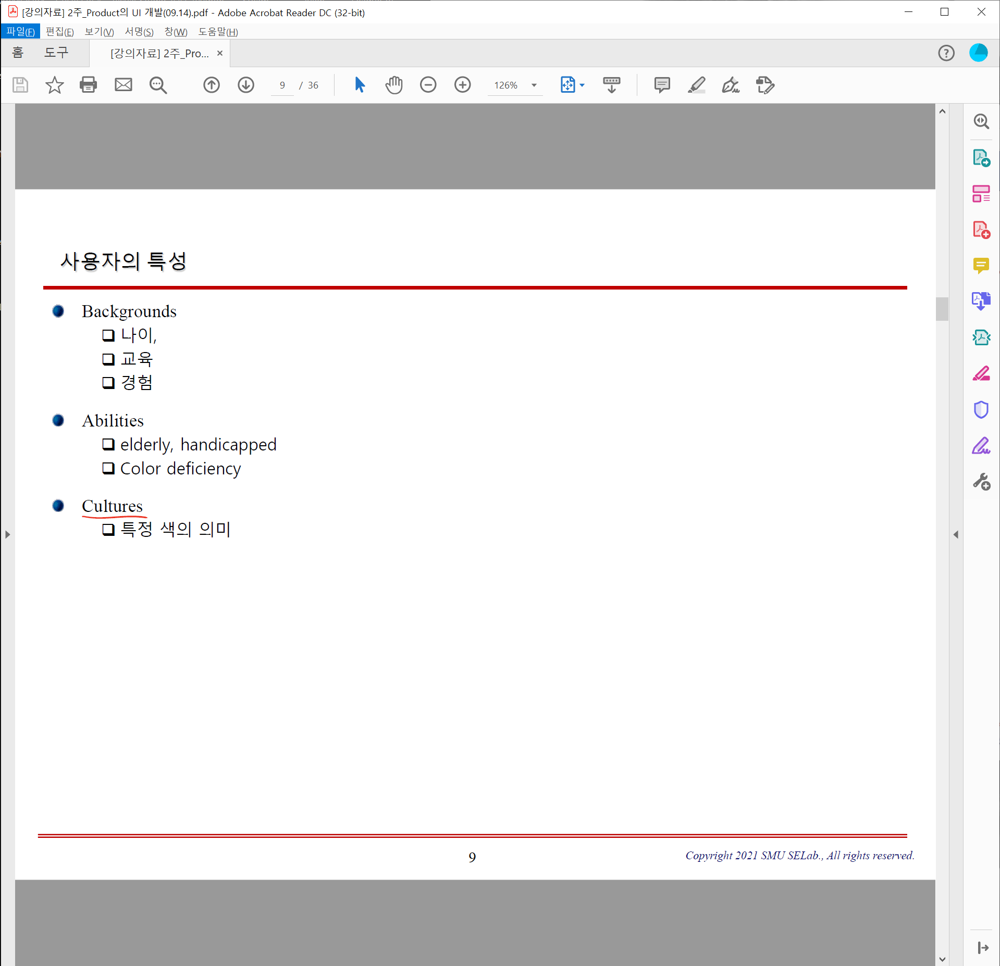 [강의자료] 2주_Product의 UI 개발(09.14).pdf - Adobe Acrobat Reader DC (32-bit)
파일(F) 편집(E) 보기(V) 서명(S) 창(W) 도움말(H)
홈 도구 [강의자료] 2주_Pro... ×
9 / 36 126%
사용자의 특성
Backgrounds
나이,
교육
경험
Abilities
elderly, handicapped
Color deficiency
Cultures
특정 색의 의미
9
Copyright 2021 SMU SELab., All rights reserved.